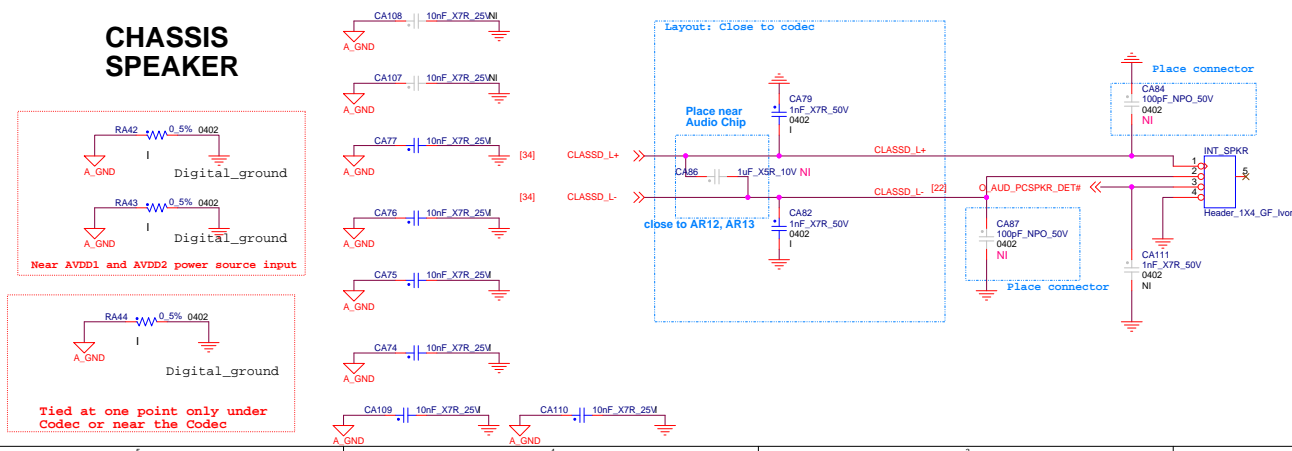 CHASSIS
SPEAKER
RA42 0_5% 0402
I
A_GND
Digital_ground
RA43 0_5% 0402
I
A_GND
Digital_ground
Near AVDD1 and AVDD2 power source input
RA44 0_5% 0402
I
A_GND
Digital_ground
Tied at one point only under
Codec or near the Codec
CA108 10nF_X7R_25V NI
A_GND
CA107 10nF_X7R_25V NI
A_GND
CA77 10nF_X7R_25V I
A_GND
CA76 10nF_X7R_25V I
A_GND
CA75 10nF_X7R_25V I
A_GND
CA74 10nF_X7R_25V I
A_GND
CA109 10nF_X7R_25V I
A_GND
CA110 10nF_X7R_25V I
A_GND
Layout: Close to codec
CA79
1nF_X7R_50V
0402
I
Place near
Audio Chip
[34] CLASSD_L+
CLASSD_L+
CA86 1uF_X5R_10V NI
[34] CLASSD_L-
CLASSD_L-
close to AR12, AR13
CA82
1nF_X7R_50V
0402
I
Place connector
CA84
100pF_NPO_50V
0402
NI
[22] O_AUD_PCSPKR_DET#
CA87
100pF_NPO_50V
0402
NI
Place connector
INT_SPKR
1
2
3
4
5
Header_1X4_GF_Ivor
CA111
1nF_X7R_50V
0402
NI